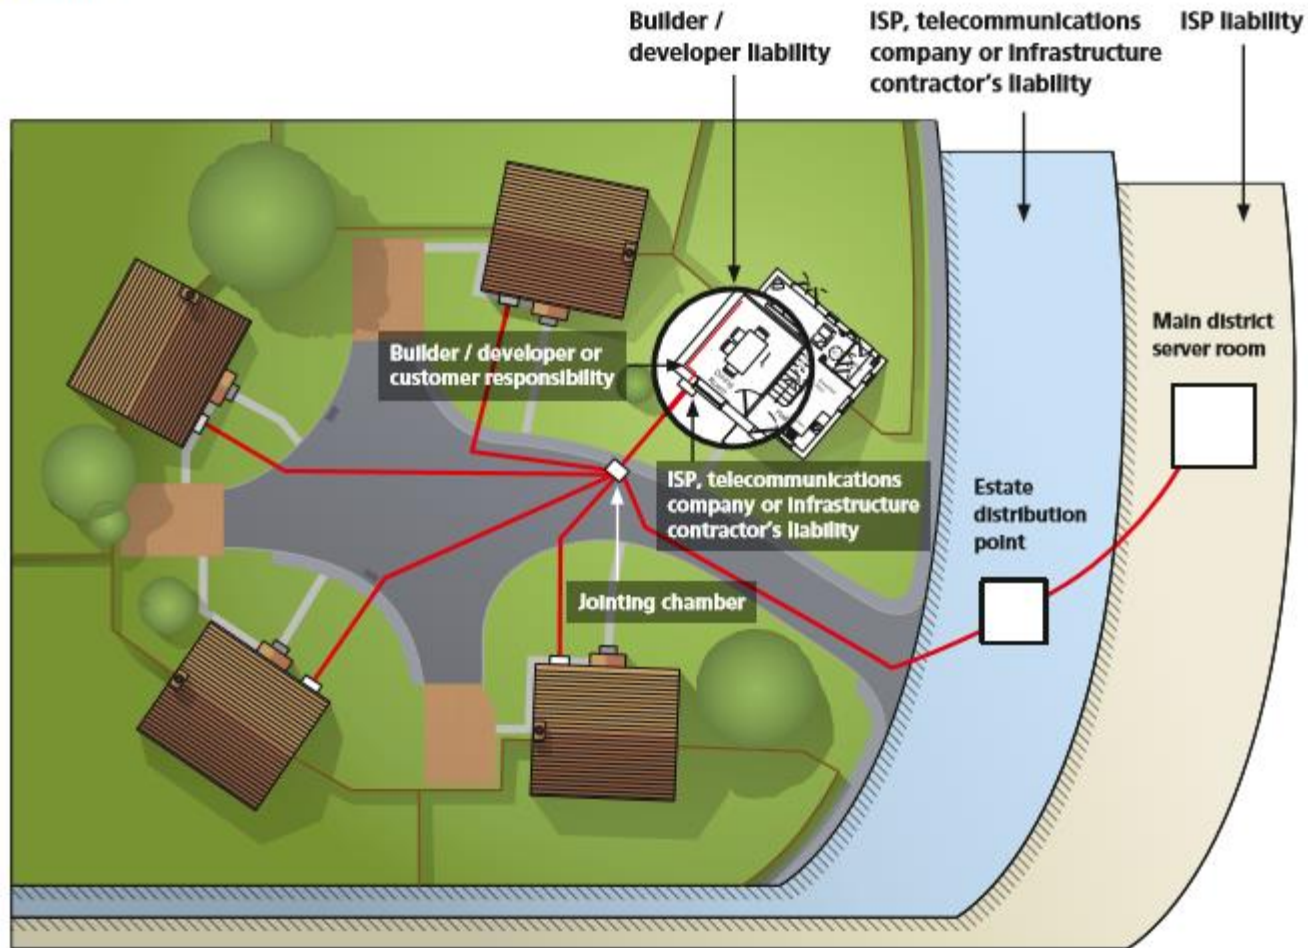 Builder /
developer liability
ISP, telecommunications
company or infrastructure
contractor's liability
ISP liability
Main district
server room
Builder / developer or
customer responsibility
ISP, telecommunications
company or infrastructure
contractor's liability
Estate
distribution
point
Jointing chamber
Dining